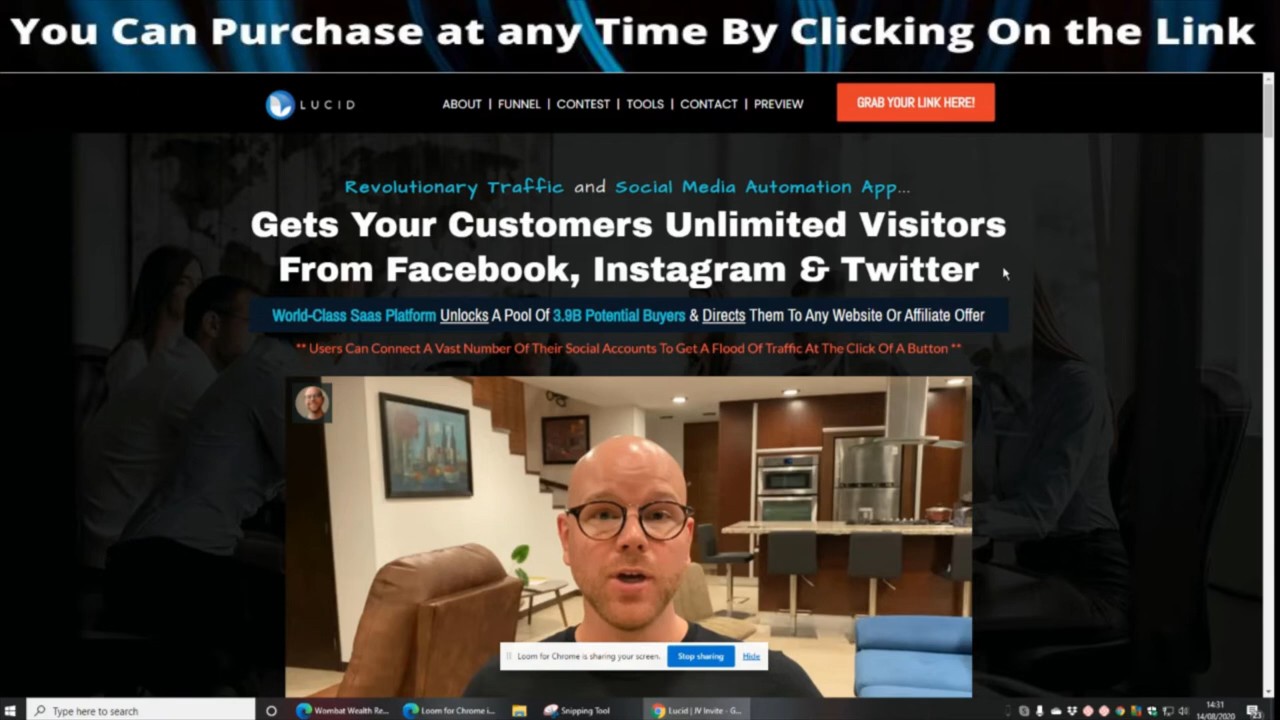 You Can Purchase at any Time By Clicking On the Link
LUCID
ABOUT | FUNNEL | CONTEST | TOOLS | CONTACT | PREVIEW
GRAB YOUR LINK HERE!
Revolutionary Traffic and Social Media Automation App...
Gets Your Customers Unlimited Visitors
From Facebook, Instagram & Twitter
World-Class Saas Platform Unlocks A Pool Of 3.9B Potential Buyers & Directs Them To Any Website Or Affiliate Offer
** Users Can Connect A Vast Number Of Their Social Accounts To Get A Flood Of Traffic At The Click Of A Button **
Loom for Chrome is sharing your screen.
Stop sharing
Hide
Type here to search
Wombat Wealth Re...
Loom for Chrome i...
Snipping Tool
Lucid | JV Invite - G...
14:31
14/08/2020